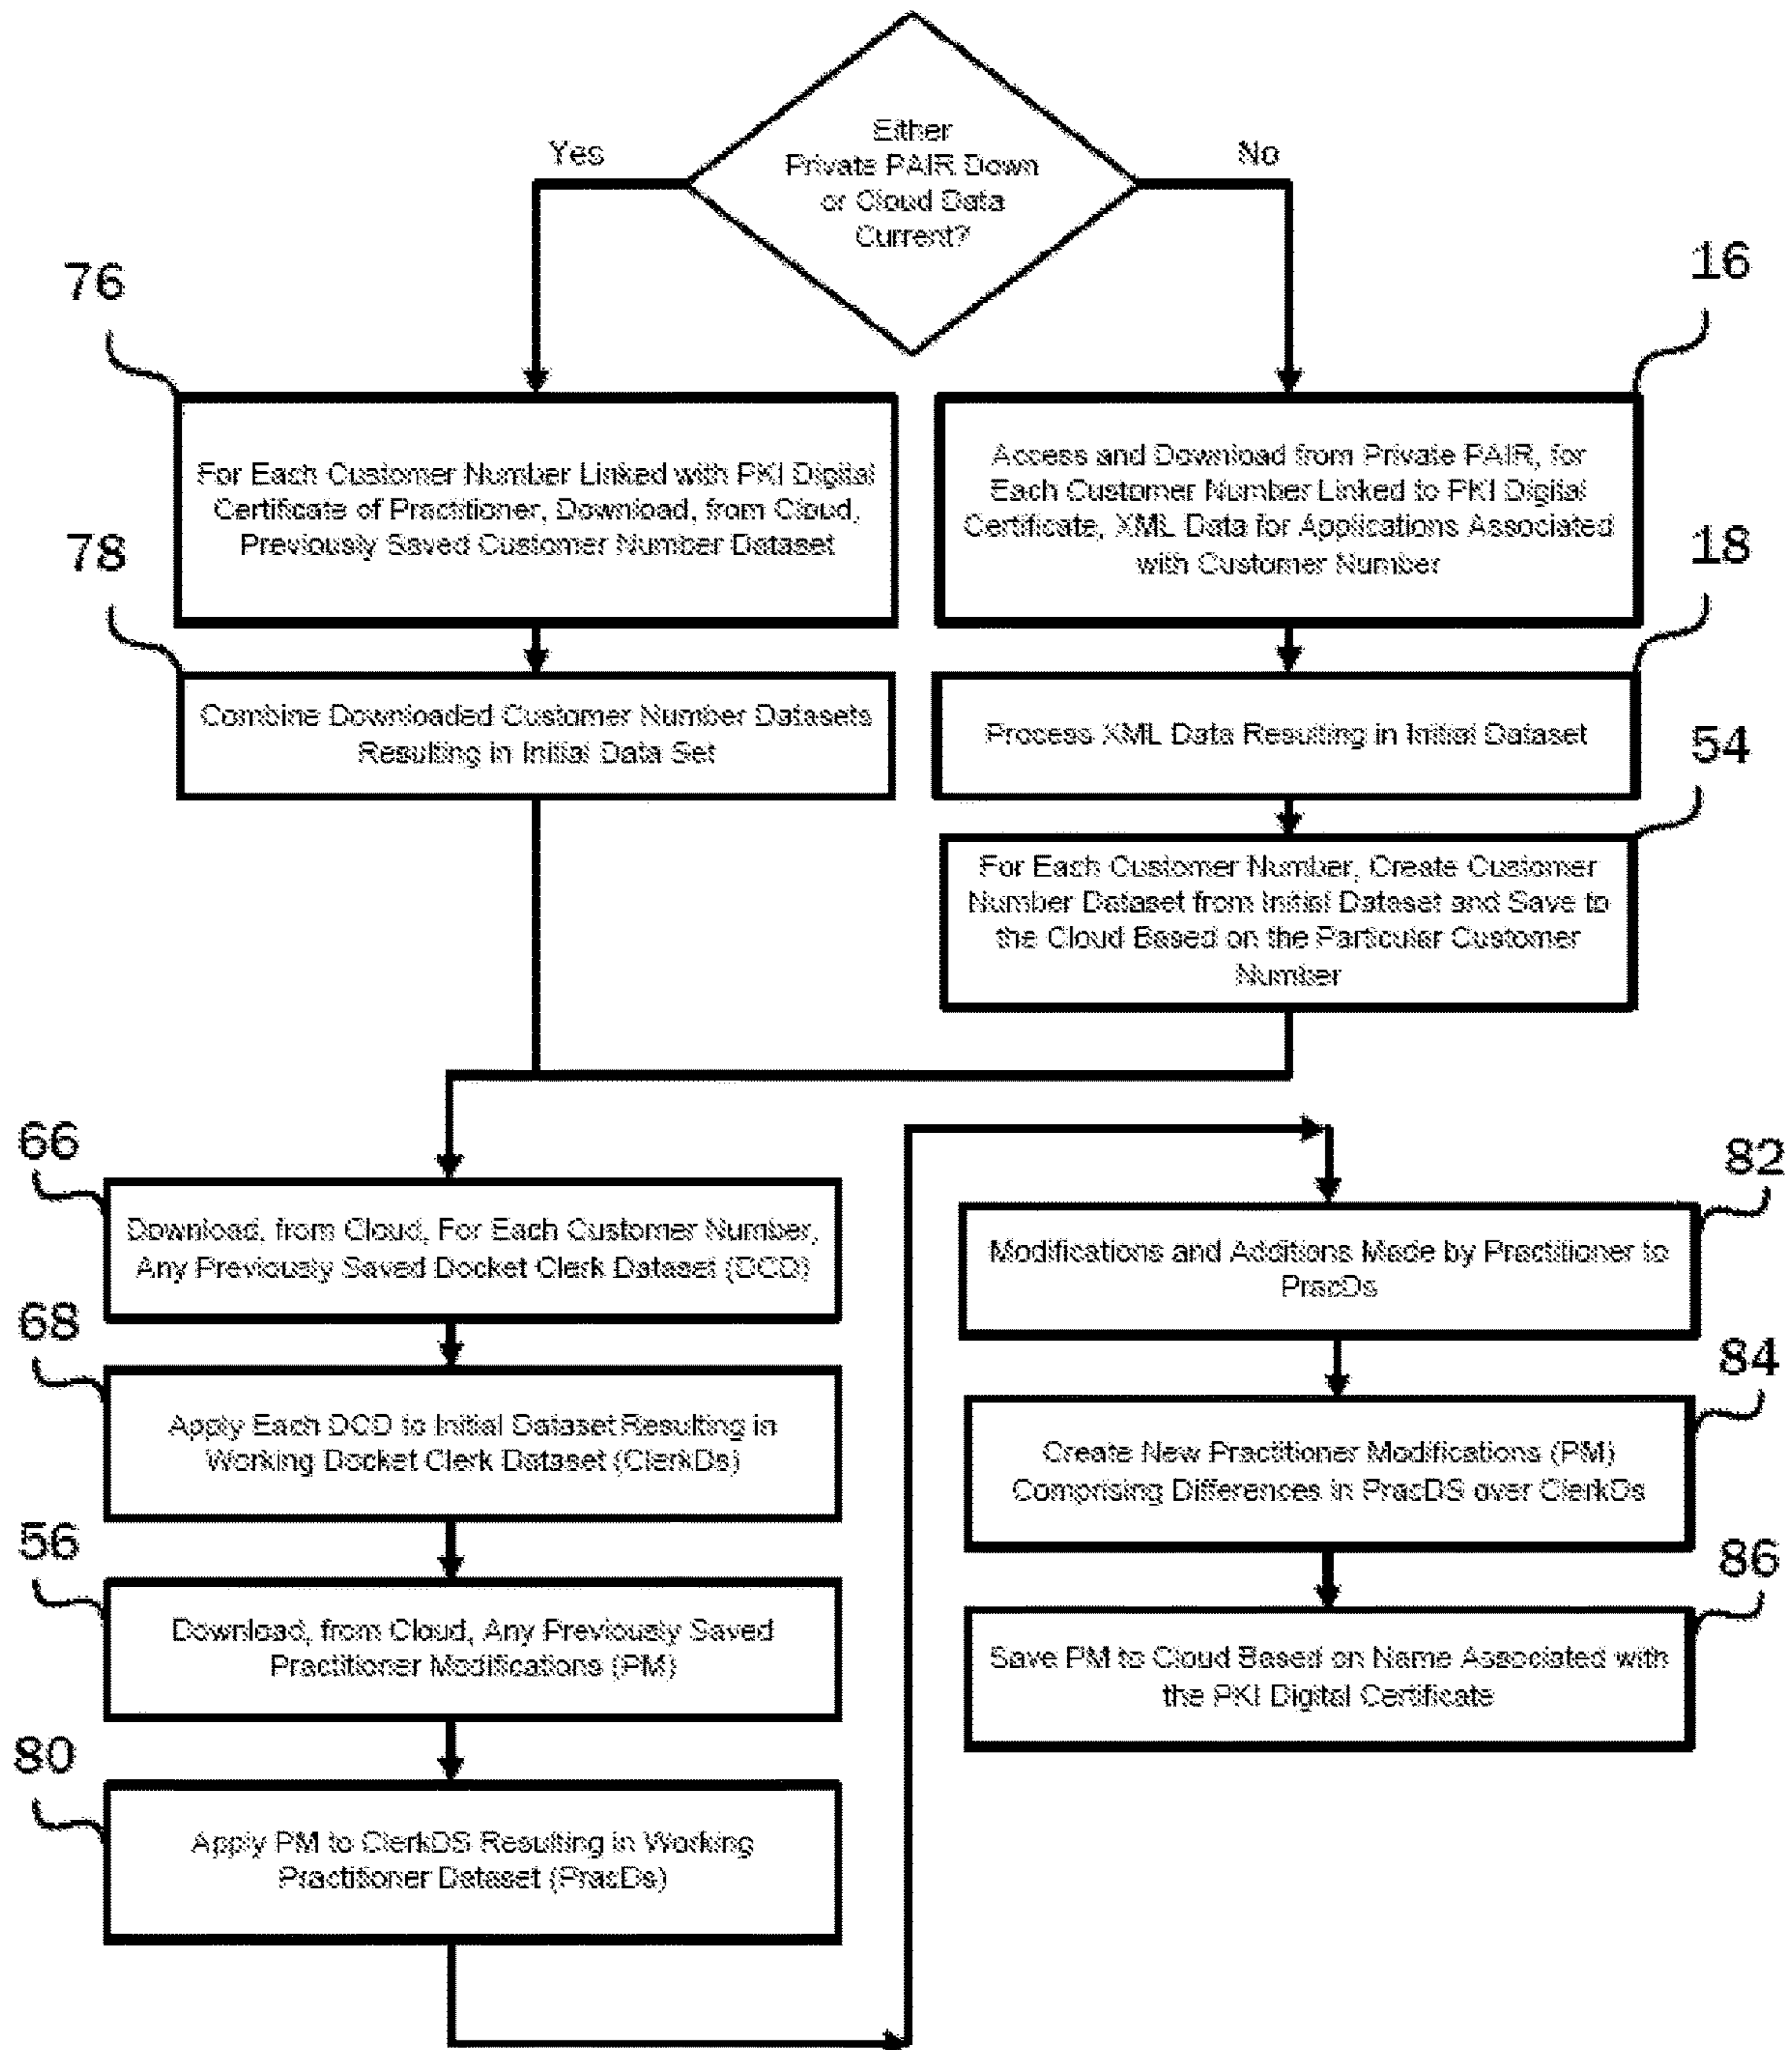 Either
Private PAIR Down
or Cloud Data
Current?
Yes
No
76
16
For Each Customer Number Linked with PKI Digital
Certificate of Practitioner, Download, from Cloud,
Previously Saved Customer Number Dataset
Access and Download from Private PAIR, for
Each Customer Number Linked to PKI Digital
Certificate, XML Data for Applications Associated
with Customer Number
78
18
Combine Downloaded Customer Number Datasets
Resulting in Initial Data Set
Process XML Data Resulting in Initial Dataset
54
For Each Customer Number, Create Customer
Number Dataset from Initial Dataset and Save to
the Cloud Based on the Particular Customer
Number
66
Download, from Cloud, For Each Customer Number,
Any Previously Saved Docket Clerk Dataset (DCD)
68
Apply Each DCD to Initial Dataset Resulting in
Working Docket Clerk Dataset (ClerkDs)
56
Download, from Cloud, Any Previously Saved
Practitioner Modifications (PM)
80
Apply PM to ClerkDS Resulting in Working
Practitioner Dataset (PracDs)
82
Modifications and Additions Made by Practitioner to
PracDs
84
Create New Practitioner Modifications (PM)
Comprising Differences in PracDS over ClerkDs
86
Save PM to Cloud Based on Name Associated with
the PKI Digital Certificate